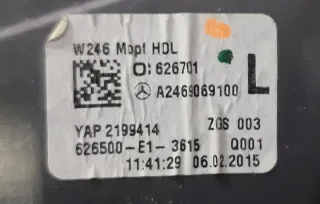 W246 Mopf HDL
O: 626701
A2469069100
L
YAP 2199414 ZGS 003
626500-E1-3615 Q001
11:41:29 06.02.2015